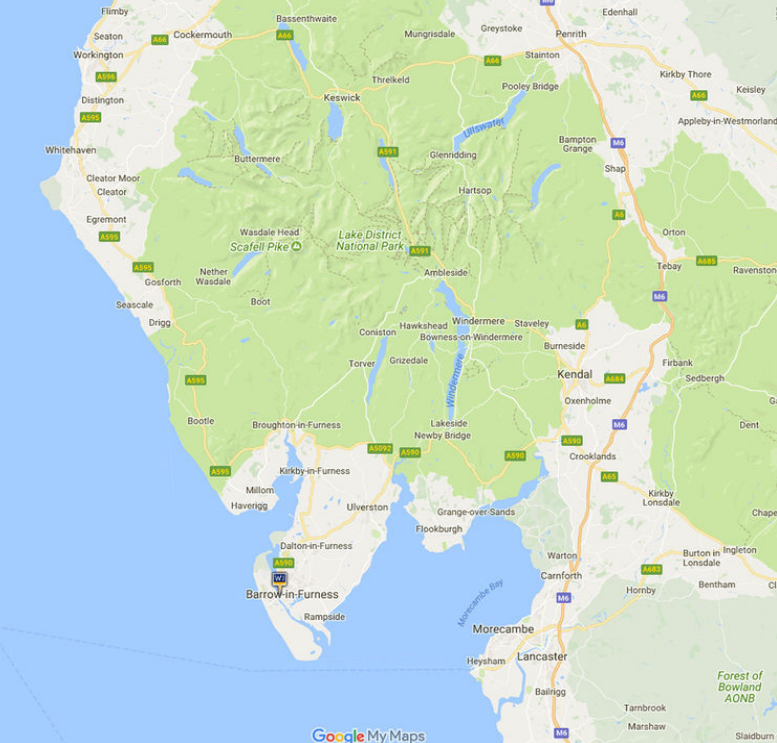 Flimby
Bassenthwaite
M6
Edenhall
Seaton
A66
Cockermouth
A66
Mungrisdale
Greystoke
Penrith
Workington
A66
Stainton
A596
Threlkeld
Kirkby Thore
Pooley Bridge
A66
Keisley
Distington
Keswick
A595
Appleby-in-Westmorland
Ullswater
Whitehaven
A591
Bampton
Grange
M6
Buttermere
Glenridding
Shap
Cleator Moor
Cleator
Hartsop
Egremont
A6
A595
Wasdale Head
Scafell Pike
Lake District
National Park
Orton
A591
A595
Nether
Wasdale
Ambleside
Tebay
A685
Ravenston
Gosforth
Seascale
Boot
M6
Drigg
Coniston
Hawkshead
Windermere
Staveley
A6
Bowness-on-Windermere
Burneside
Torver
Grizedale
Firbank
Kendal
A684
Sedbergh
A595
Windermere
Oxenholme
Bootle
Broughton-in-Furness
Lakeside
Newby Bridge
M6
Dent
A5092
A590
A590
A590
Crooklands
A595
Kirkby-in-Furness
A65
Millom
Haverigg
Ulverston
Grange-over-Sands
Flookburgh
Kirkby
Lonsdale
Chape
Dalton-in-Furness
Warton
Burton in
Lonsdale
Ingleton
A590
Carnforth
A683
Bentham
Barrow-in-Furness
Morecambe Bay
M6
Hornby
Rampside
Morecambe
Heysham
Lancaster
Bailrigg
Forest of
Bowland
AONB
Tarnbrook
Marshaw
M6
Slaidburn
Google My Maps